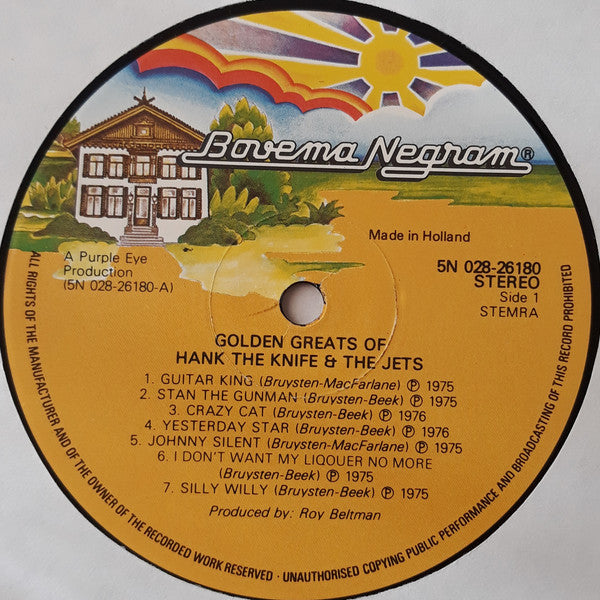 Bovema Negram®
Made in Holland
A Purple Eye
Production
(5N 028-26180-A)
5N 028-26180
STEREO
Side 1
STEMRA
GOLDEN GREATS OF
HANK THE KNIFE & THE JETS
1. GUITAR KING (Bruysten-MacFarlane) ℗ 1975
2. STAN THE GUNMAN (Bruysten-Beek) ℗ 1975
3. CRAZY CAT (Bruysten-Beek) ℗ 1976
4. YESTERDAY STAR (Bruysten-Beek) ℗ 1976
5. JOHNNY SILENT (Bruysten-MacFarlane) ℗ 1975
6. I DON'T WANT MY LIQOUER NO MORE
(Bruysten-Beek) ℗ 1975
7. SILLY WILLY (Bruysten-Beek) ℗ 1975
Produced by: Roy Beltman
ALL RIGHTS OF THE MANUFACTURER AND OF THE OWNER OF THE RECORDED WORK RESERVED · UNAUTHORISED COPYING PUBLIC PERFORMANCE AND BROADCASTING OF THIS RECORD PROHIBITED